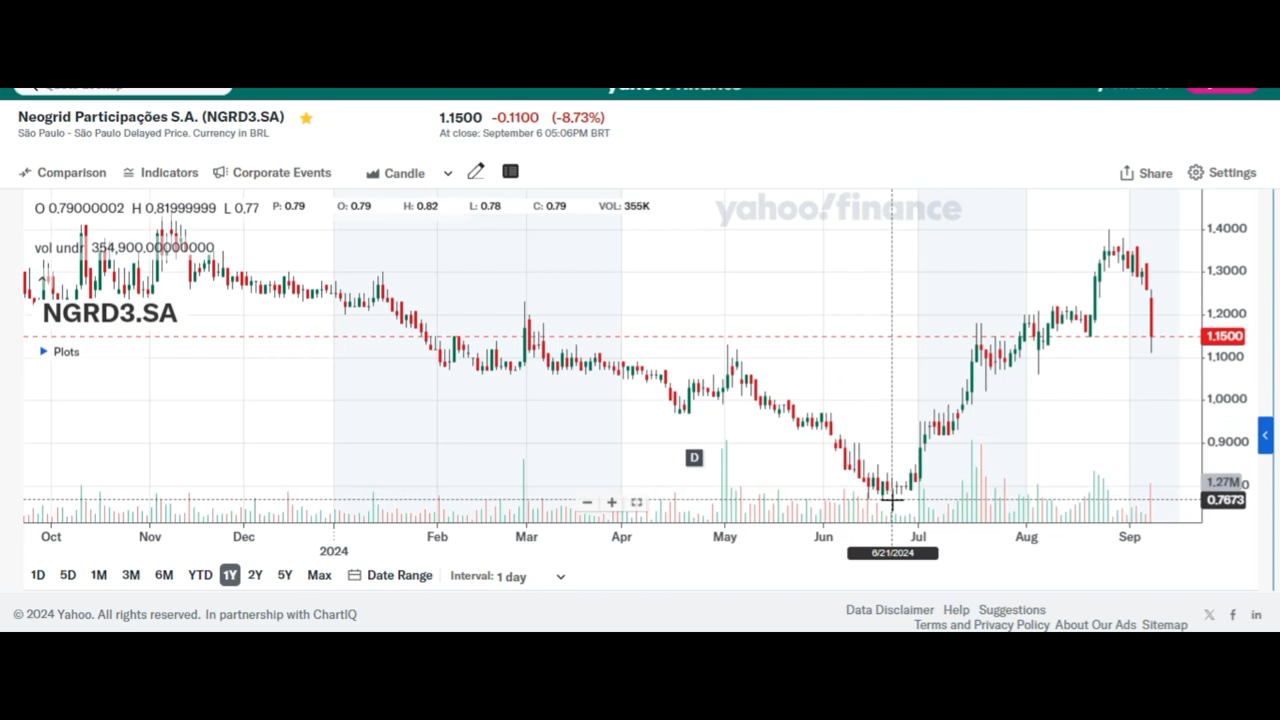 yahoo!finance
Neogrid Participações S.A. (NGRD3.SA)
1.1500 -0.1100 (-8.73%)
São Paulo - São Paulo Delayed Price. Currency in BRL
At close: September 6 05:06PM BRT
Comparison Indicators Corporate Events Candle Share Settings
O 0.79000002 H 0.81999999 L 0.77 P: 0.79 O: 0.79 H: 0.82 L: 0.78 C: 0.79 VOL: 355K
yahoo!finance
1.4000
vol undr 354,900.00000000
1.3000
NGRD3.SA
1.2000
1.1500
Plots
1.1000
1.0000
0.9000
D
1.27M
0.7673
Oct Nov Dec Feb Mar Apr May Jun Jul Aug Sep
2024
6/21/2024
1D 5D 1M 3M 6M YTD 1Y 2Y 5Y Max Date Range Interval: 1 day
© 2024 Yahoo. All rights reserved. In partnership with ChartIQ
Data Disclaimer Help Suggestions
Terms and Privacy Policy About Our Ads Sitemap